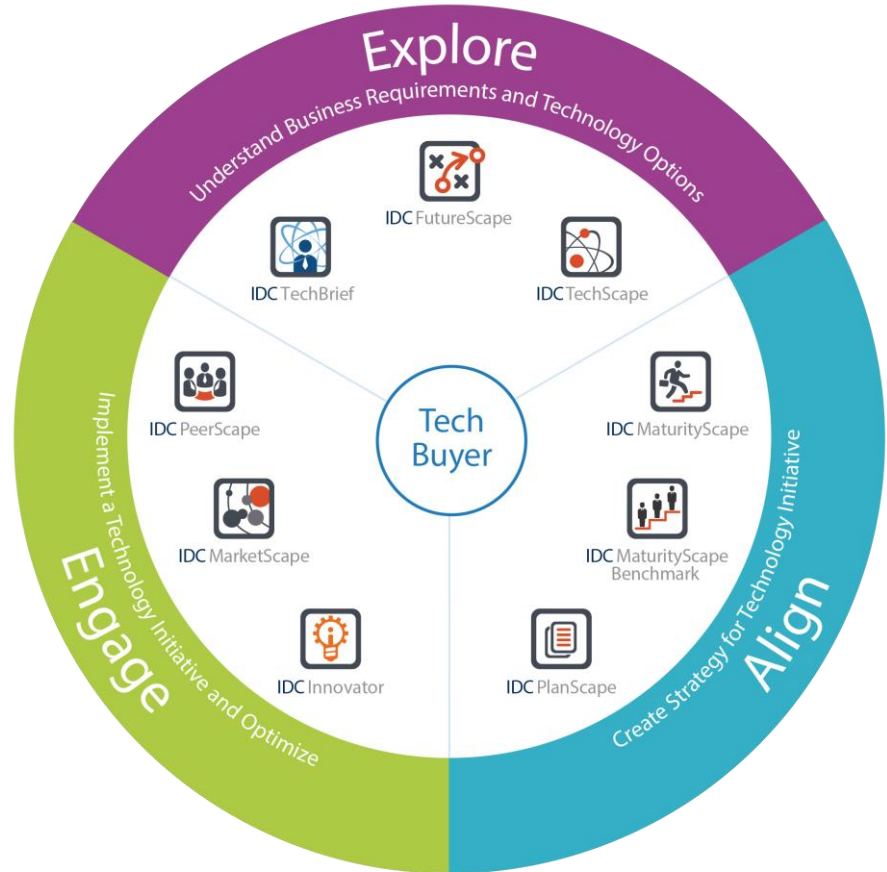 Explore
Understand Business Requirements and Technology Options
IDC FutureScape
IDC TechBrief
IDC TechScape
IDC PeerScape
IDC MarketScape
IDC Innovator
Tech
Buyer
IDC MaturityScape
IDC MaturityScape
Benchmark
IDC PlanScape
Align
Create Strategy for Technology Initiative
Engage
Implement a Technology Initiative and Optimize